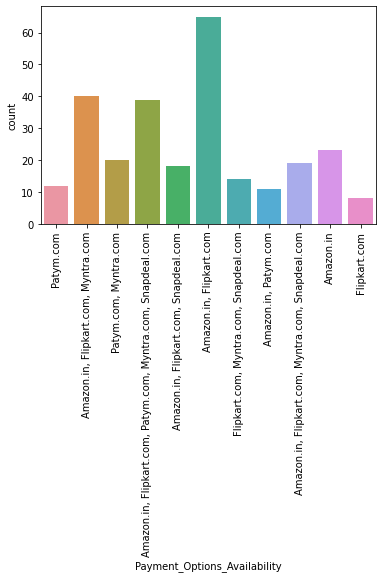 60
50
40
30
20
10
0
count
Patym.com
Amazon.in, Flipkart.com, Myntra.com
Patym.com, Myntra.com
Amazon.in, Flipkart.com, Patym.com, Myntra.com, Snapdeal.com
Amazon.in, Flipkart.com, Snapdeal.com
Amazon.in, Flipkart.com
Flipkart.com, Myntra.com, Snapdeal.com
Amazon.in, Patym.com
Amazon.in, Flipkart.com, Myntra.com, Snapdeal.com
Amazon.in
Flipkart.com
Payment_Options_Availability